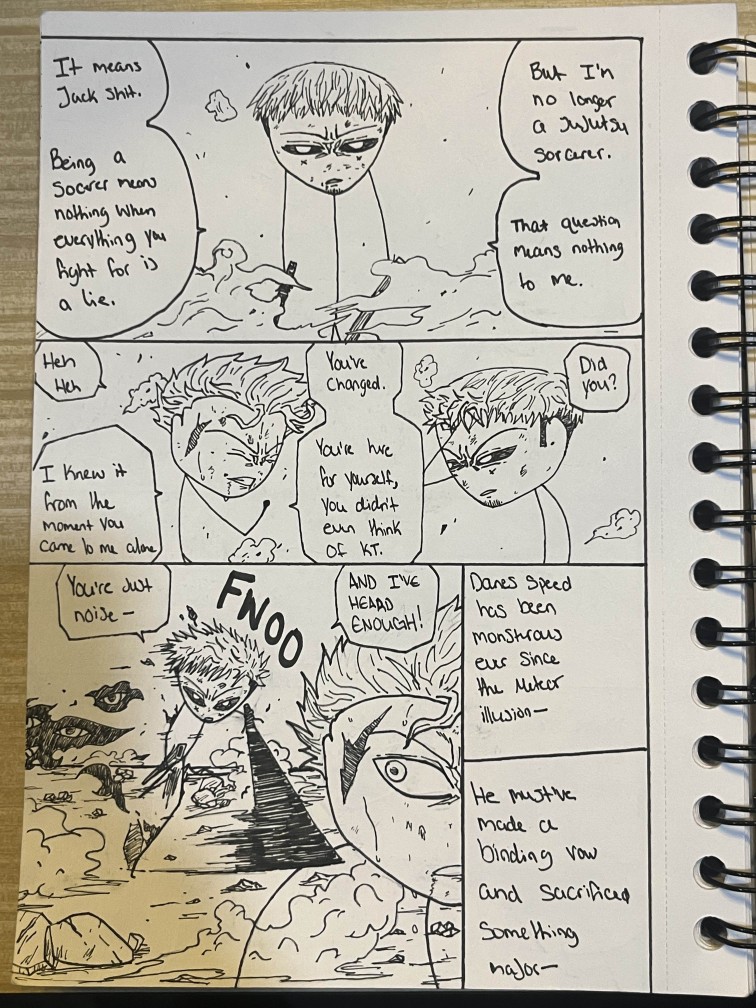 It means
Jack shit.
Being a
Socrer means
nothing when
everything you
fight for is
a lie.
But I'm
no longer
a JuJutsu
sorcerer.
That question
means nothing
to me.
Heh
Heh
I knew it
from the
moment you
came to me alone
You've
changed.
You're here
for yourself,
you didn't
even think
OF KT.
Did
you?
You're Just
noise—
FWOO
AND I'VE
HEARD
ENOUGH!
Danes speed
has been
monstrous
ever since
the Meteor
illusion—
He must've
made a
binding vow
and sacrificed
something
major—